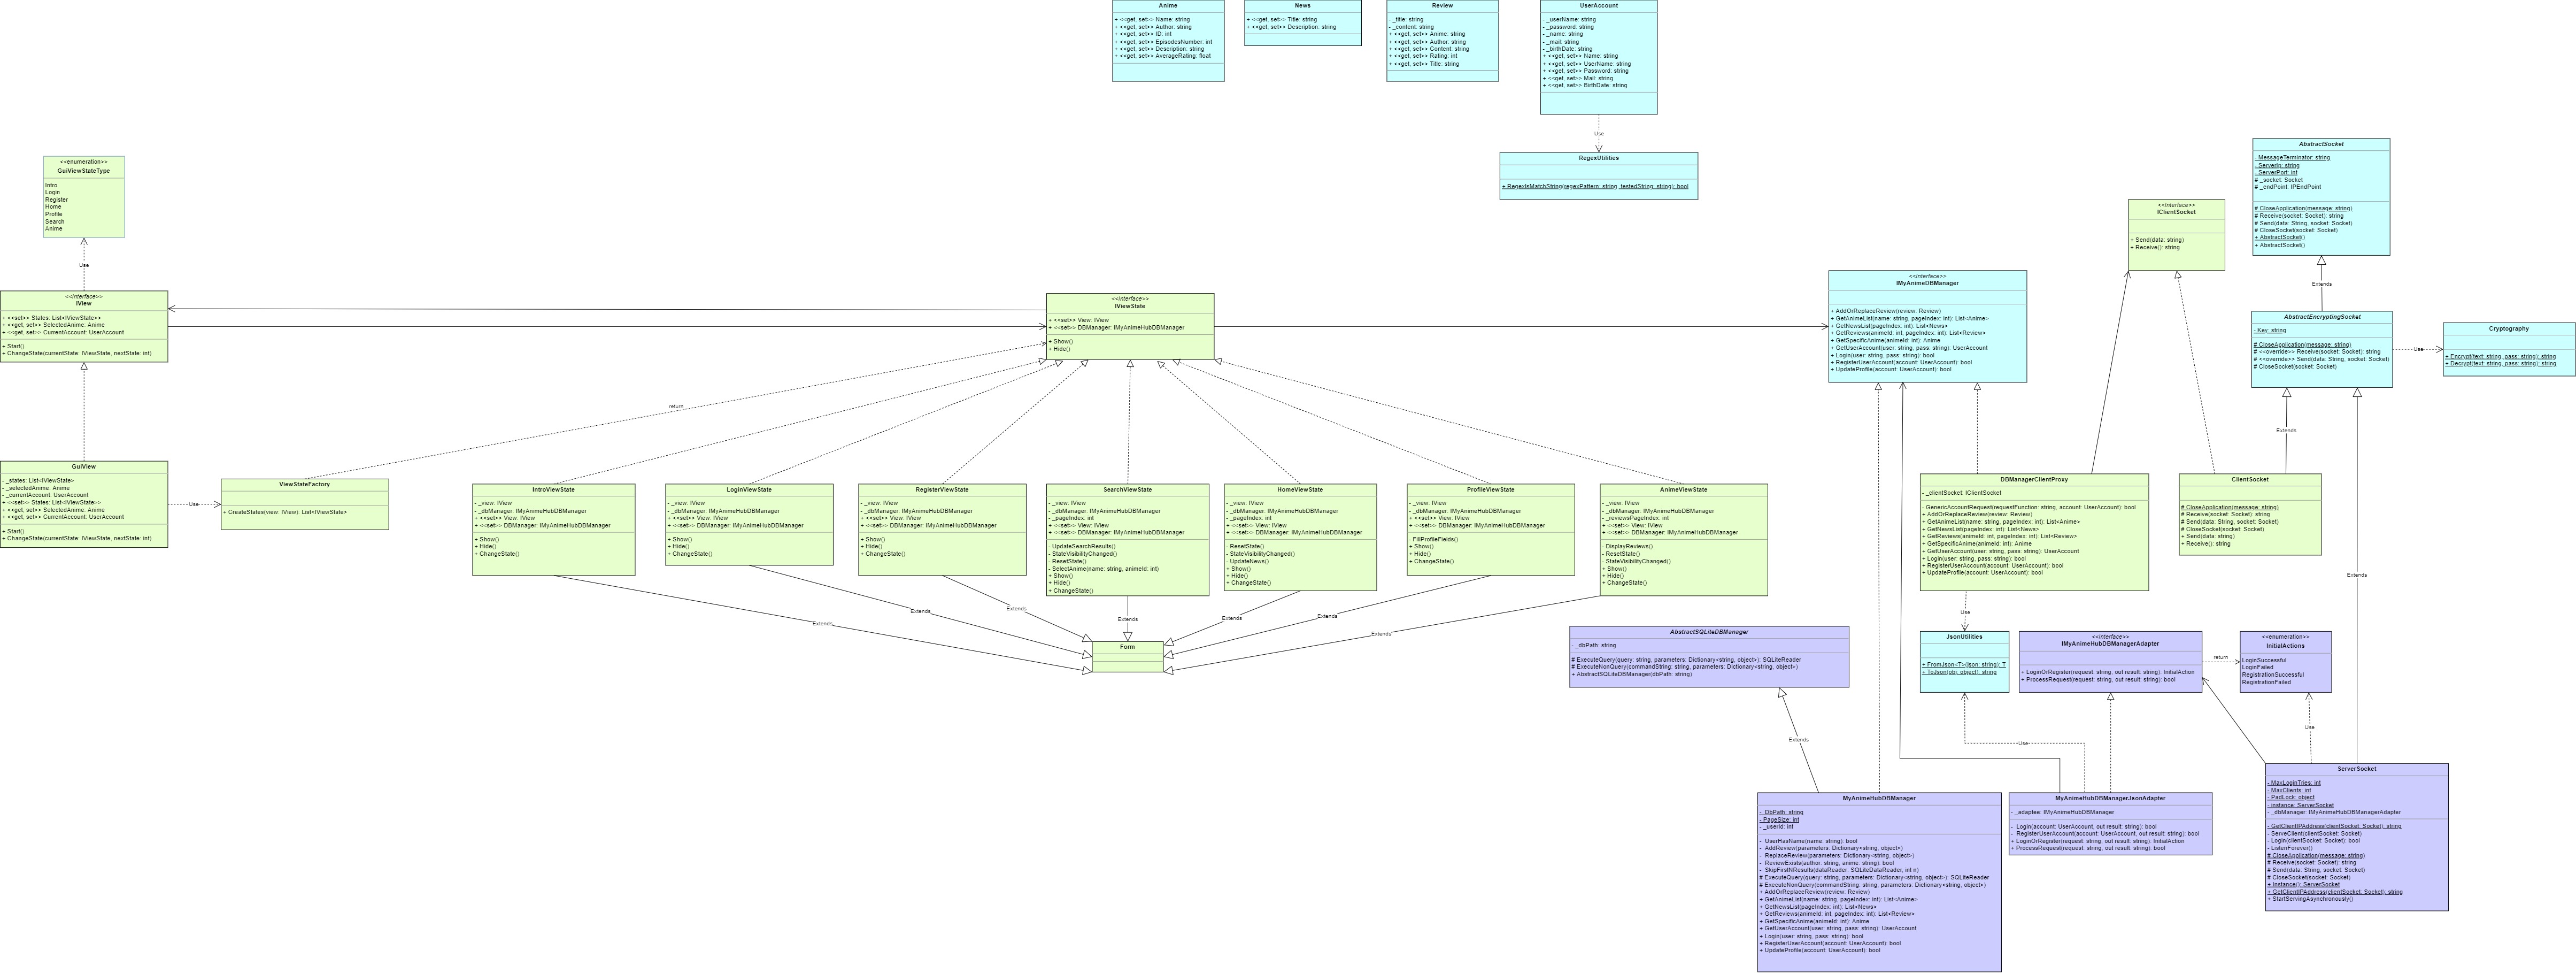 Anime
+ <<get, set>> Name: string
+ <<get, set>> Author: string
+ <<get, set>> ID: int
+ <<get, set>> EpisodesNumber: int
+ <<get, set>> Description: string
+ <<get, set>> AverageRating: float
News
+ <<get, set>> Title: string
+ <<get, set>> Description: string
Review
- _title: string
- _content: string
+ <<get, set>> Anime: string
+ <<get, set>> Author: string
+ <<get, set>> Content: string
+ <<get, set>> Rating: int
+ <<get, set>> Title: string
UserAccount
- _userName: string
- _password: string
- _name: string
- _mail: string
- _birthDate: string
+ <<get, set>> Name: string
+ <<get, set>> UserName: string
+ <<get, set>> Password: string
+ <<get, set>> Mail: string
+ <<get, set>> BirthDate: string
Use
RegexUtilities
+ RegexIsMatchString(regexPattern: string, testedString: string): bool
<<enumeration>>
GuiViewStateType
Intro
Login
Register
Home
Profile
Search
Anime
Use
<<interface>>
IView
+ <<set>> States: List<IViewState>
+ <<get, set>> SelectedAnime: Anime
+ <<get, set>> CurrentAccount: UserAccount
+ Start()
+ ChangeState(currentState: IViewState, nextState: int)
<<interface>>
IViewState
+ <<set>> View: IView
+ <<set>> DBManager: IMyAnimeHubDBManager
+ Show()
+ Hide()
<<interface>>
IMyAnimeDBManager
+ AddOrReplaceReview(review: Review)
+ GetAnimeList(name: string, pageIndex: int): List<Anime>
+ GetNewsList(pageIndex: int): List<News>
+ GetReviews(animeId: int, pageIndex: int): List<Review>
+ GetSpecificAnime(animeId: int): Anime
+ GetUserAccount(user: string, pass: string): UserAccount
+ Login(user: string, pass: string): bool
+ RegisterUserAccount(account: UserAccount): bool
+ UpdateProfile(account: UserAccount): bool
<<interface>>
IClientSocket
+ Send(data: string)
+ Receive(): string
AbstractSocket
- MessageTerminator: string
- ServerIp: string
- ServerPort: int
# _socket: Socket
# _endPoint: IPEndPoint
# CloseApplication(message: string)
# Receive(socket: Socket): string
# Send(data: String, socket: Socket)
# CloseSocket(socket: Socket)
+ AbstractSocket()
+ AbstractSocket()
Extends
AbstractEncryptingSocket
- Key: string
# CloseApplication(message: string)
# <<override>> Receive(socket: Socket): string
# <<override>> Send(data: String, socket: Socket)
# CloseSocket(socket: Socket)
Use
Cryptography
+ Encrypt(text: string, pass: string): string
+ Decrypt(text: string, pass: string): string
return
Extends
GuiView
- _states: List<IViewState>
- _selectedAnime: Anime
- _currentAccount: UserAccount
+ <<set>> States: List<IViewState>
+ <<get, set>> SelectedAnime: Anime
+ <<get, set>> CurrentAccount: UserAccount
+ Start()
+ ChangeState(currentState: IViewState, nextState: int)
Use
ViewStateFactory
+ CreateStates(view: IView): List<IViewState>
IntroViewState
- _view: IView
- _dbManager: IMyAnimeHubDBManager
+ <<set>> View: IView
+ <<set>> DBManager: IMyAnimeHubDBManager
+ Show()
+ Hide()
+ ChangeState()
LoginViewState
- _view: IView
- _dbManager: IMyAnimeHubDBManager
+ <<set>> View: IView
+ <<set>> DBManager: IMyAnimeHubDBManager
+ Show()
+ Hide()
+ ChangeState()
RegisterViewState
- _view: IView
- _dbManager: IMyAnimeHubDBManager
+ <<set>> View: IView
+ <<set>> DBManager: IMyAnimeHubDBManager
+ Show()
+ Hide()
+ ChangeState()
SearchViewState
- _view: IView
- _dbManager: IMyAnimeHubDBManager
- _pageIndex: int
+ <<set>> View: IView
+ <<set>> DBManager: IMyAnimeHubDBManager
- UpdateSearchResults()
- StateVisibilityChanged()
- ResetState()
- SelectAnime(name: string, animeId: int)
+ Show()
+ Hide()
+ ChangeState()
HomeViewState
- _view: IView
- _dbManager: IMyAnimeHubDBManager
- _pageIndex: int
+ <<set>> View: IView
+ <<set>> DBManager: IMyAnimeHubDBManager
- ResetState()
- StateVisibilityChanged()
- UpdateNews()
+ Show()
+ Hide()
+ ChangeState()
ProfileViewState
- _view: IView
- _dbManager: IMyAnimeHubDBManager
+ <<set>> View: IView
+ <<set>> DBManager: IMyAnimeHubDBManager
- FillProfileFields()
+ Show()
+ Hide()
+ ChangeState()
AnimeViewState
- _view: IView
- _dbManager: IMyAnimeHubDBManager
- _reviewsPageIndex: int
+ <<set>> View: IView
+ <<set>> DBManager: IMyAnimeHubDBManager
- DisplayReviews()
- ResetState()
- StateVisibilityChanged()
+ Show()
+ Hide()
+ ChangeState()
DBManagerClientProxy
- _clientSocket: IClientSocket
- GenericAccountRequest(requestFunction: string, account: UserAccount): bool
+ AddOrReplaceReview(review: Review)
+ GetAnimeList(name: string, pageIndex: int): List<Anime>
+ GetNewsList(pageIndex: int): List<News>
+ GetReviews(animeId: int, pageIndex: int): List<Review>
+ GetSpecificAnime(animeId: int): Anime
+ GetUserAccount(user: string, pass: string): UserAccount
+ Login(user: string, pass: string): bool
+ RegisterUserAccount(account: UserAccount): bool
+ UpdateProfile(account: UserAccount): bool
ClientSocket
# CloseApplication(message: string)
# Receive(socket: Socket): string
# Send(data: String, socket: Socket)
# CloseSocket(socket: Socket)
+ Send(data: string)
+ Receive(): string
Extends
Extends
Extends
Extends
Extends
Extends
Extends
Extends
Form
Use
AbstractSQLiteDBManager
- _dbPath: string
# ExecuteQuery(query: string, parameters: Dictionary<string, object>): SQLiteReader
# ExecuteNonQuery(commandString: string, parameters: Dictionary<string, object>)
+ AbstractSQLiteDBManager(dbPath: string)
JsonUtilities
+ FromJson<T>(json: string): T
+ ToJson(obj: object): string
<<interface>>
IMyAnimeHubDBManagerAdapter
+ LoginOrRegister(request: string, out result: string): InitialAction
+ ProcessRequest(request: string, out result: string): bool
return
<<enumeration>>
InitialActions
LoginSuccessful
LoginFailed
RegistrationSuccessful
RegistrationFailed
Extends
Use
Use
MyAnimeHubDBManager
- DbPath: string
- PageSize: int
- _userId: int
- UserHasName(name: string): bool
- AddReview(parameters: Dictionary<string, object>)
- ReplaceReview(parameters: Dictionary<string, object>)
- ReviewExists(author: string, anime: string): bool
- SkipFirstNResults(dataReader: SQLiteDataReader, int n)
# ExecuteQuery(query: string, parameters: Dictionary<string, object>): SQLiteReader
# ExecuteNonQuery(commandString: string, parameters: Dictionary<string, object>)
+ AddOrReplaceReview(review: Review)
+ GetAnimeList(name: string, pageIndex: int): List<Anime>
+ GetNewsList(pageIndex: int): List<News>
+ GetReviews(animeId: int, pageIndex: int): List<Review>
+ GetSpecificAnime(animeId: int): Anime
+ GetUserAccount(user: string, pass: string): UserAccount
+ Login(user: string, pass: string): bool
+ RegisterUserAccount(account: UserAccount): bool
+ UpdateProfile(account: UserAccount): bool
MyAnimeHubDBManagerJsonAdapter
- _adaptee: IMyAnimeHubDBManager
- Login(account: UserAccount, out result: string): bool
- RegisterUserAccount(account: UserAccount, out result: string): bool
+ LoginOrRegister(request: string, out result: string): InitialAction
+ ProcessRequest(request: string, out result: string): bool
ServerSocket
- MaxLoginTries: int
- MaxClients: int
- PadLock: object
- instance: ServerSocket
- _dbManager: IMyAnimeHubDBManagerAdapter
- GetClientIPAddress(clientSocket: Socket): string
- ServeClient(clientSocket: Socket)
- Login(clientSocket: Socket): bool
- ListenForever()
# CloseApplication(message: string)
# Receive(socket: Socket): string
# Send(data: String, socket: Socket)
# CloseSocket(socket: Socket)
+ Instance(): ServerSocket
+ GetClientIPAddress(clientSocket: Socket): string
+ StartServingAsynchronously()